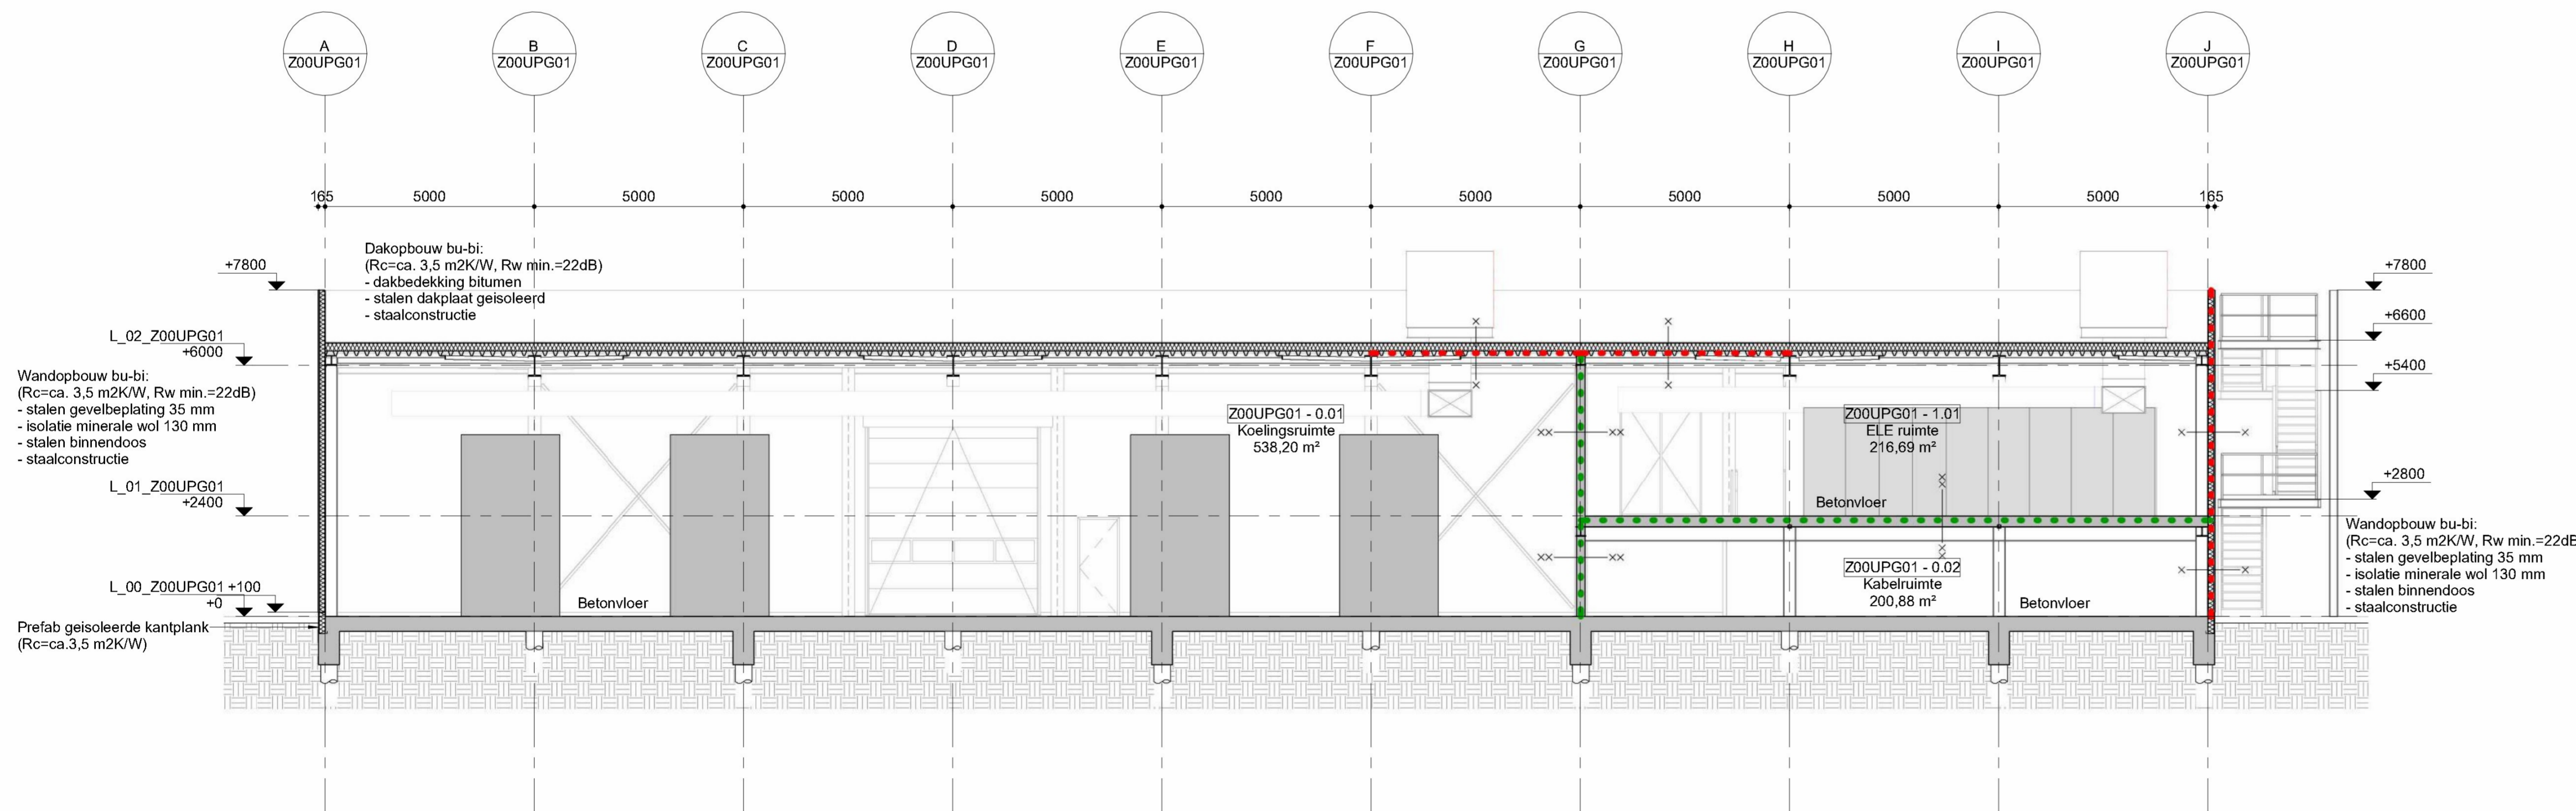 A
Z00UPG01
B
Z00UPG01
C
Z00UPG01
D
Z00UPG01
E
Z00UPG01
F
Z00UPG01
G
Z00UPG01
H
Z00UPG01
I
Z00UPG01
J
Z00UPG01
165 5000 5000 5000 5000 5000 5000 5000 5000 5000 165
Dakopbouw bu-bi:
(Rc=ca. 3,5 m2K/W, Rw min.=22dB)
- dakbedekking bitumen
- stalen dakplaat geisoleerd
- staalconstructie
+7800
L_02_Z00UPG01
+6000
Wandopbouw bu-bi:
(Rc=ca. 3,5 m2K/W, Rw min.=22dB)
- stalen gevelbeplating 35 mm
- isolatie minerale wol 130 mm
- stalen binnendoos
- staalconstructie
L_01_Z00UPG01
+2400
L_00_Z00UPG01 +100
+0
Prefab geisoleerde kantplank
(Rc=ca.3,5 m2K/W)
Betonvloer
Z00UPG01 - 0.01
Koelingsruimte
538,20 m²
Z00UPG01 - 1.01
ELE ruimte
216,69 m²
Betonvloer
Z00UPG01 - 0.02
Kabelruimte
200,88 m²
Betonvloer
+7800
+6600
+5400
+2800
Wandopbouw bu-bi:
(Rc=ca. 3,5 m2K/W, Rw min.=22dB
- stalen gevelbeplating 35 mm
- isolatie minerale wol 130 mm
- stalen binnendoos
- staalconstructie